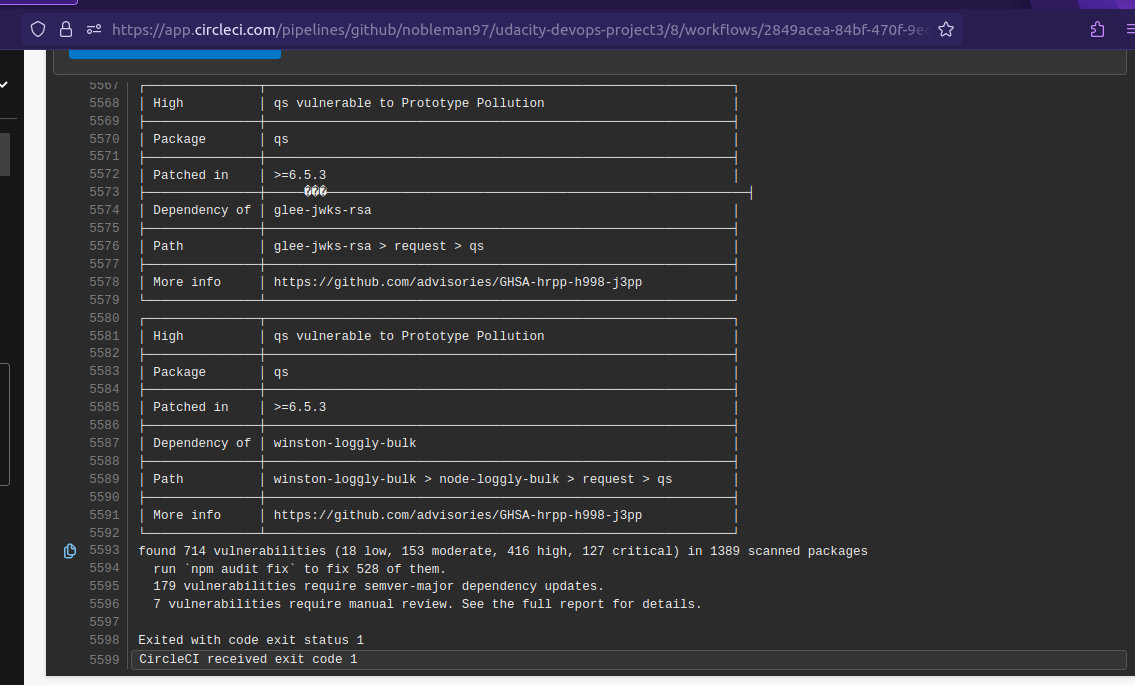 https://app.circleci.com/pipelines/github/nobleman97/udacity-devops-project3/8/workflows/2849acea-84bf-470f-9ec
5567
5568 High qs vulnerable to Prototype Pollution
5569
5570 Package qs
5571
5572 Patched in >=6.5.3
5573 ���
5574 Dependency of glee-jwks-rsa
5575
5576 Path glee-jwks-rsa > request > qs
5577
5578 More info https://github.com/advisories/GHSA-hrpp-h998-j3pp
5579
5580
5581 High qs vulnerable to Prototype Pollution
5582
5583 Package qs
5584
5585 Patched in >=6.5.3
5586
5587 Dependency of winston-loggly-bulk
5588
5589 Path winston-loggly-bulk > node-loggly-bulk > request > qs
5590
5591 More info https://github.com/advisories/GHSA-hrpp-h998-j3pp
5592
5593 found 714 vulnerabilities (18 low, 153 moderate, 416 high, 127 critical) in 1389 scanned packages
5594 run `npm audit fix` to fix 528 of them.
5595 179 vulnerabilities require semver-major dependency updates.
5596 7 vulnerabilities require manual review. See the full report for details.
5597
5598 Exited with code exit status 1
5599 CircleCI received exit code 1